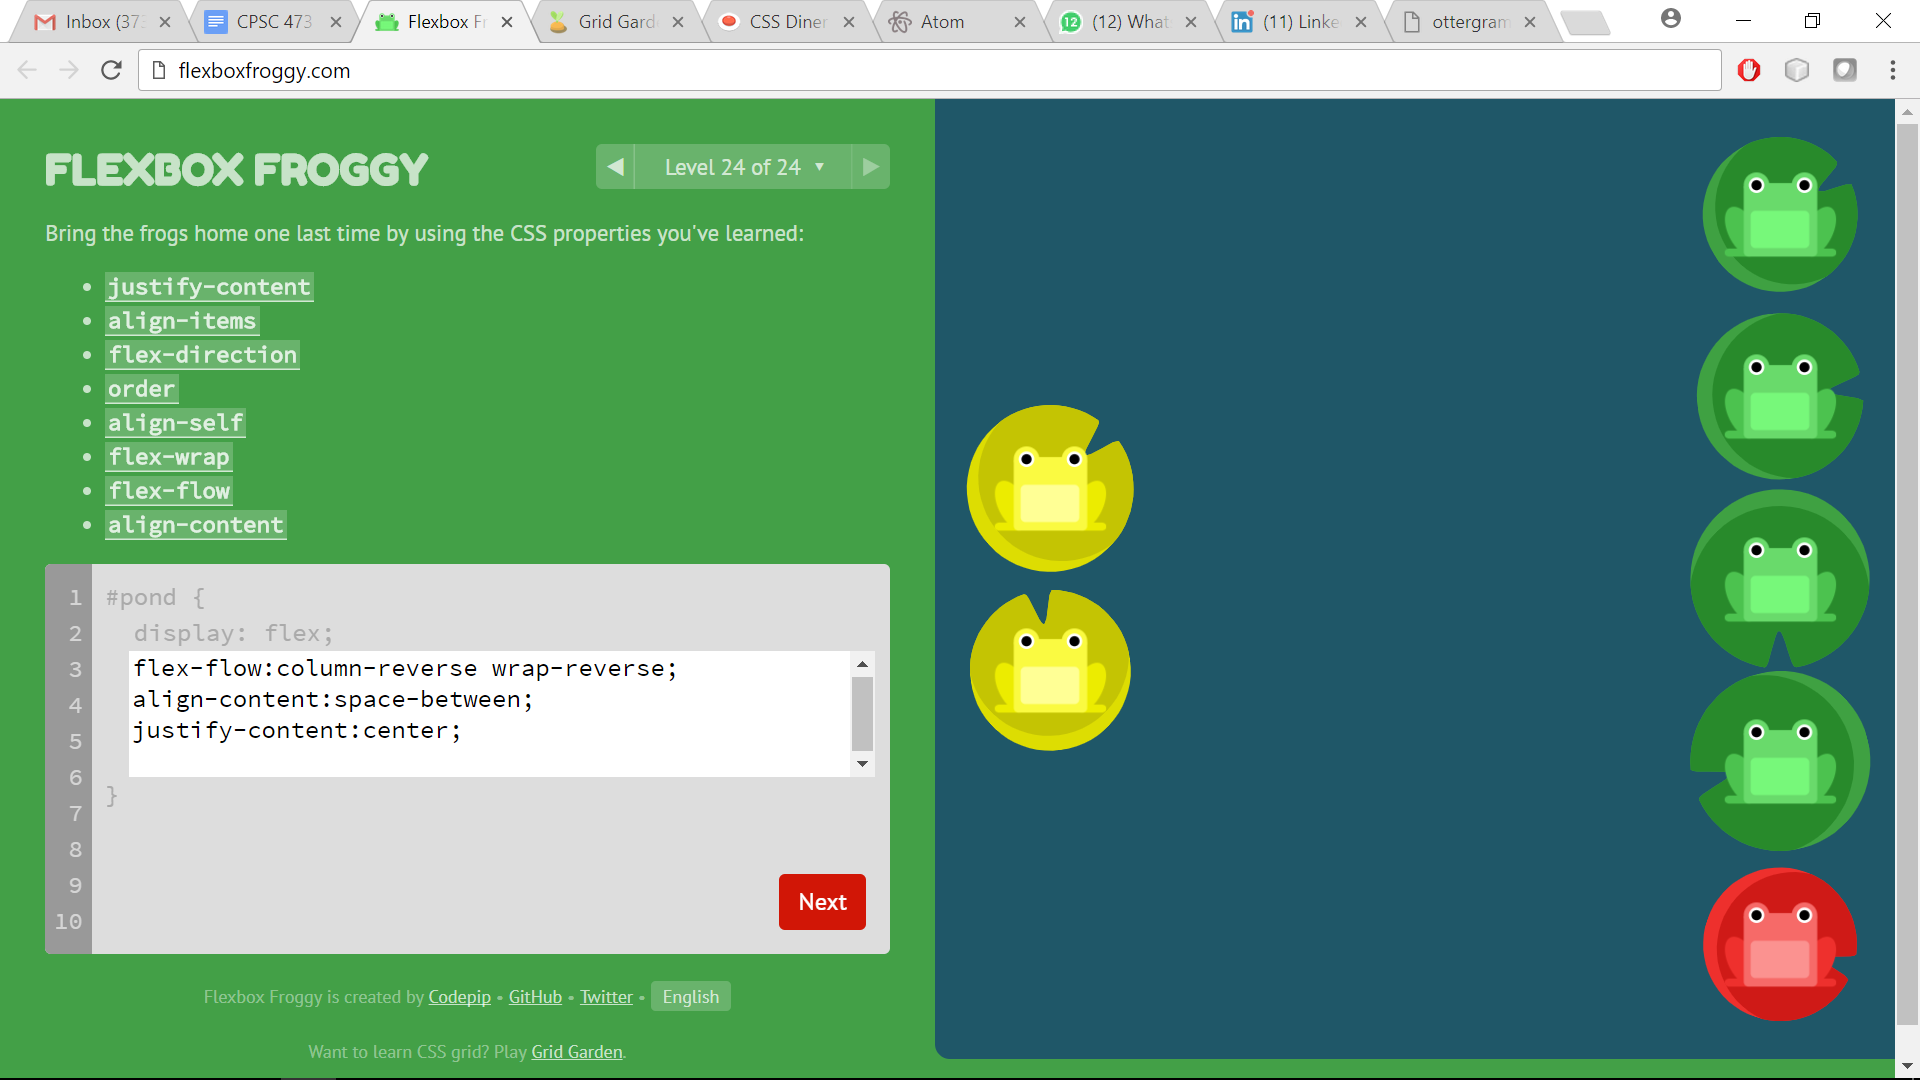 Inbox (373
CPSC 473
Flexbox Fr
Grid Gard
CSS Diner
Atom
12
(12) What
in
(11) Linke
ottergram
flexboxfroggy.com
FLEXBOX FROGGY
Level 24 of 24
Bring the frogs home one last time by using the CSS properties you've learned:
justify-content
align-items
flex-direction
order
align-self
flex-wrap
flex-flow
align-content
1 #pond {
2 display: flex;
3 flex-flow:column-reverse wrap-reverse;
4 align-content:space-between;
5 justify-content:center;
6 }
7
8
9
10
Next
Flexbox Froggy is created by Codepip • GitHub • Twitter • English
Want to learn CSS grid? Play Grid Garden.